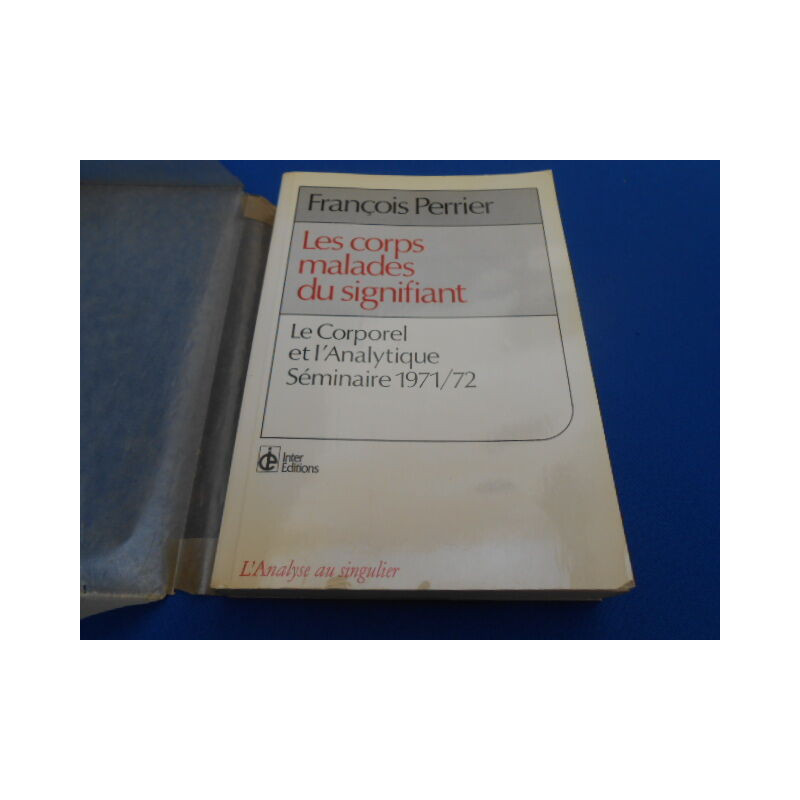 François Perrier
Les corps
malades
du signifiant
Le Corporel
et l'Analytique
Séminaire 1971/72
Inter
Editions
L'Analyse au singulier